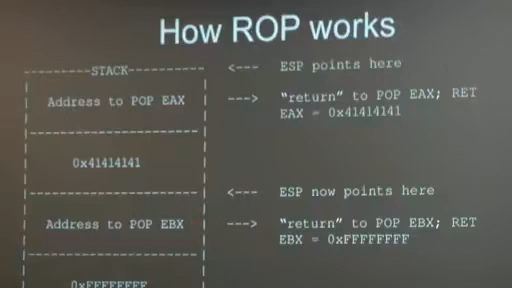 How ROP works
--------STACK---------- <--- ESP points here
Address to POP EAX ---> "return" to POP EAX; RET
EAX = 0x41414141
0x41414141
<--- ESP now points here
Address to POP EBX ---> "return" to POP EBX; RET
EBX = 0xFFFFFFFF
0xFFFFFFFF